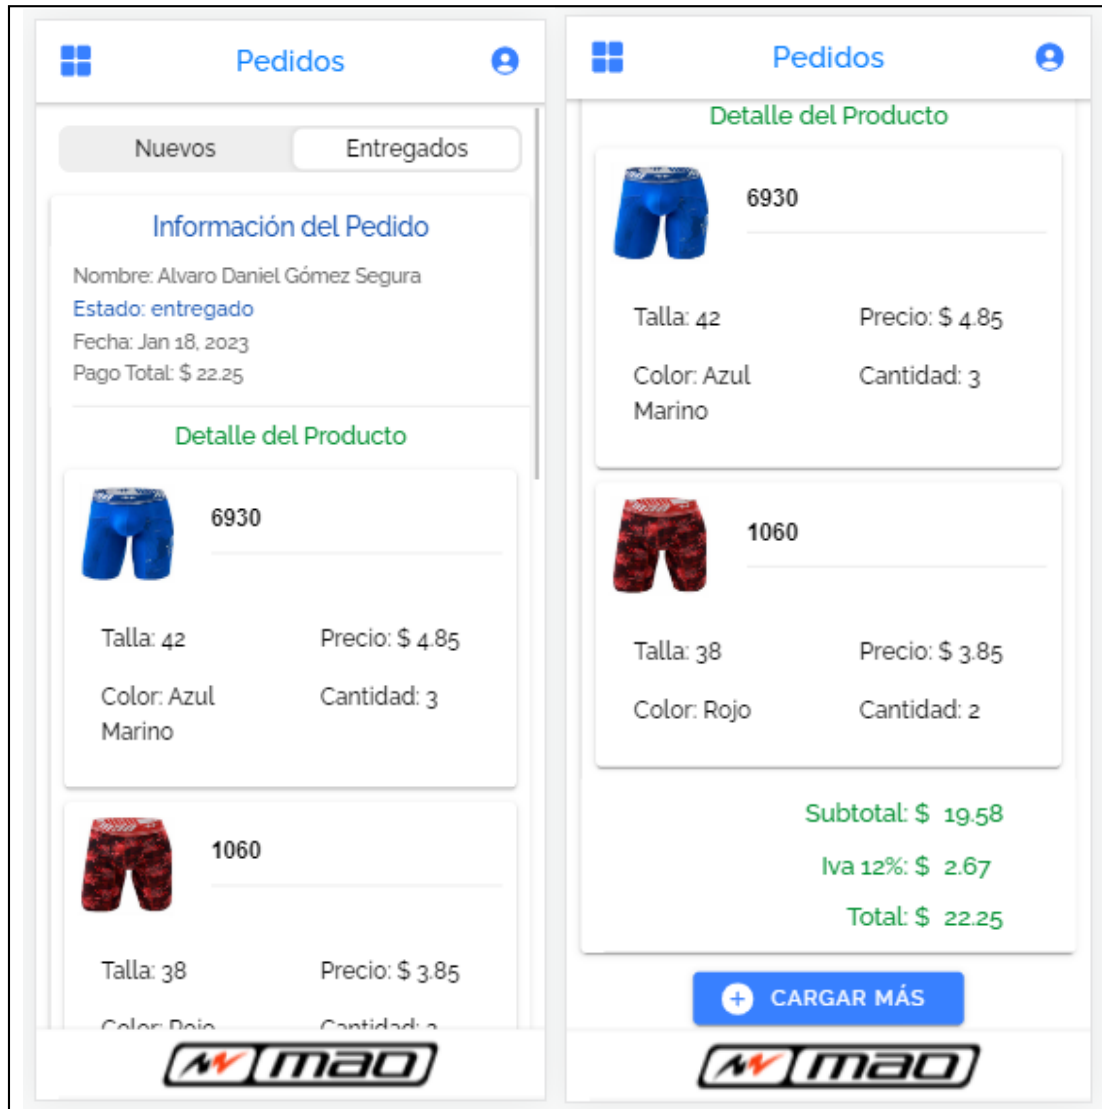 Pedidos
Nuevos
Entregados
Información del Pedido
Nombre: Alvaro Daniel Gómez Segura
Estado: entregado
Fecha: Jan 18, 2023
Pago Total: $ 22.25
Detalle del Producto
6930
Talla: 42
Precio: $ 4.85
Color: Azul
Marino
Cantidad: 3
1060
Talla: 38
Precio: $ 3.85
Color: Rojo
Cantidad: 2
mao
Pedidos
Detalle del Producto
6930
Talla: 42
Precio: $ 4.85
Color: Azul
Marino
Cantidad: 3
1060
Talla: 38
Precio: $ 3.85
Color: Rojo
Cantidad: 2
Subtotal: $ 19.58
Iva 12%: $ 2.67
Total: $ 22.25
CARGAR MÁS
mao